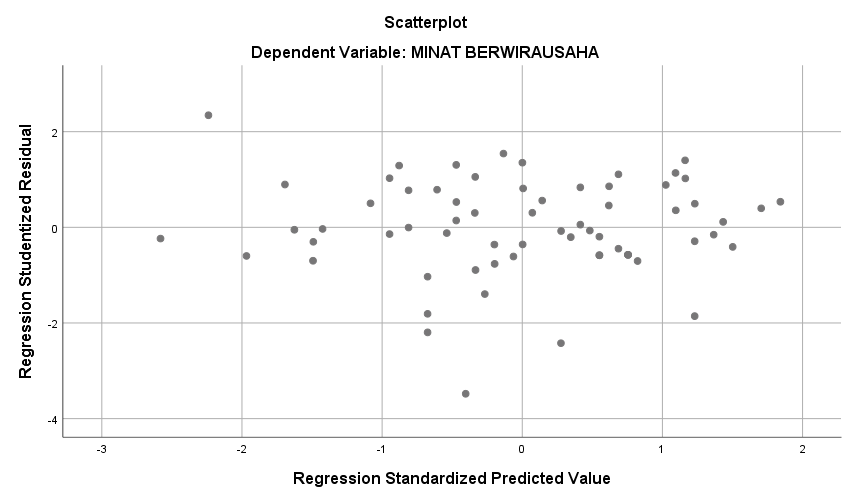 Scatterplot
Dependent Variable: MINAT BERWIRAUSAHA
Regression Studentized Residual
2
0
-2
-4
-3
-2
-1
0
1
2
Regression Standardized Predicted Value